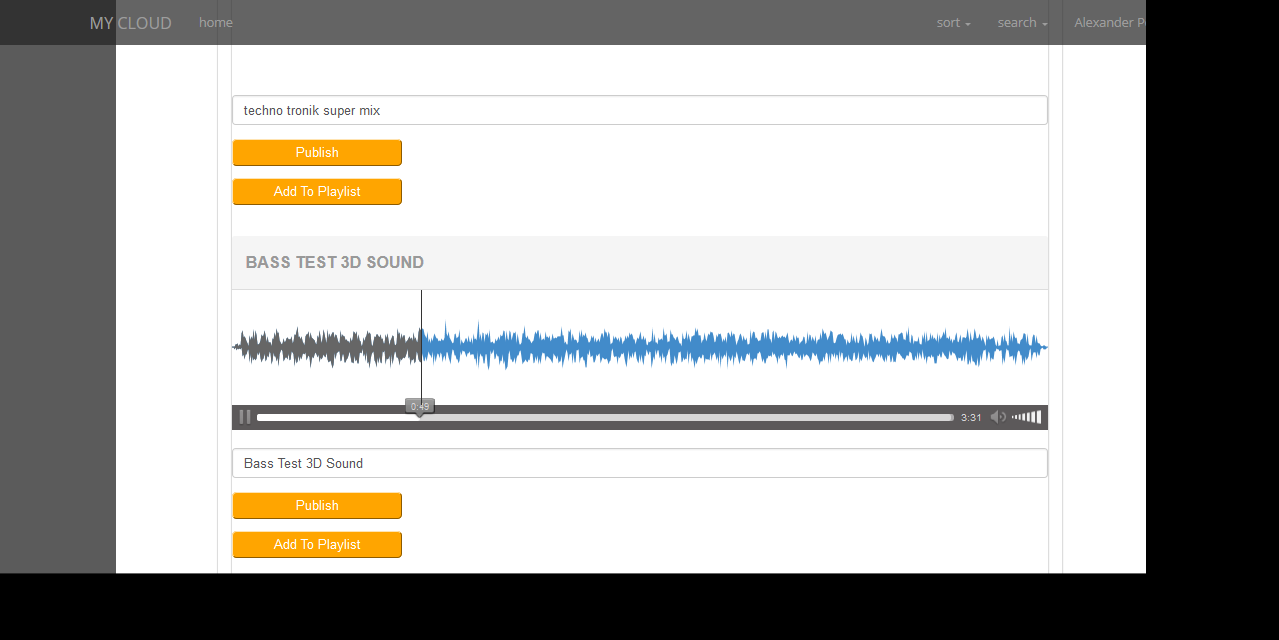 MY CLOUD home sort search Alexander
techno tronik super mix
Publish
Add To Playlist
BASS TEST 3D SOUND
0:49
3:31
Bass Test 3D Sound
Publish
Add To Playlist